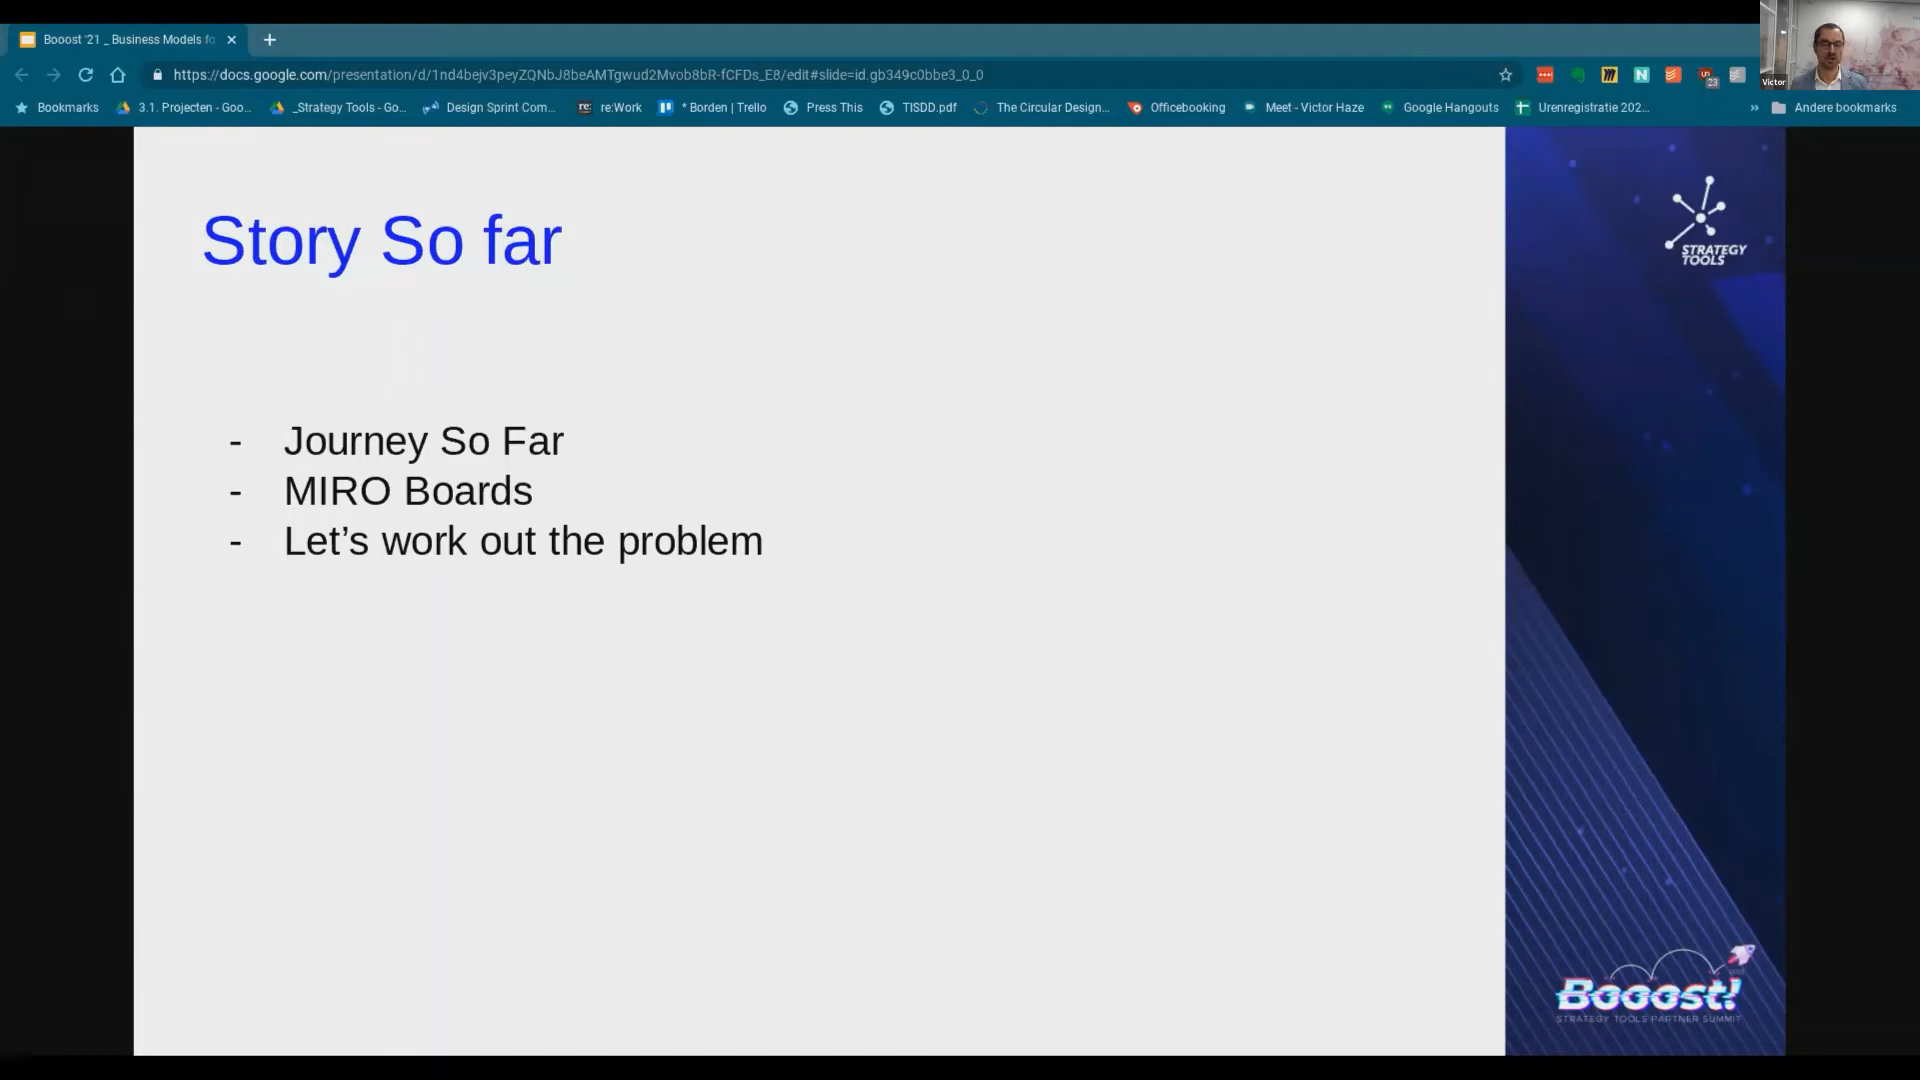 Booost '21 _ Business Models fo
https://docs.google.com/presentation/d/1nd4bejv3peyZQNbJ8beAMTgwud2Mvob8bR-fCFDs_E8/edit#slide=id.gb349c0bbe3_0_0
23
Victor
Bookmarks 3.1. Projecten - Goo... _Strategy Tools - Go... Design Sprint Com... re: re:Work * Borden | Trello Press This TISDD.pdf The Circular Design... Officebooking Meet - Victor Haze Google Hangouts Urenregistratie 202... » Andere bookmarks
Story So far
STRATEGY
TOOLS
- Journey So Far
- MIRO Boards
- Let’s work out the problem
Booost!
STRATEGY TOOLS PARTNER SUMMIT